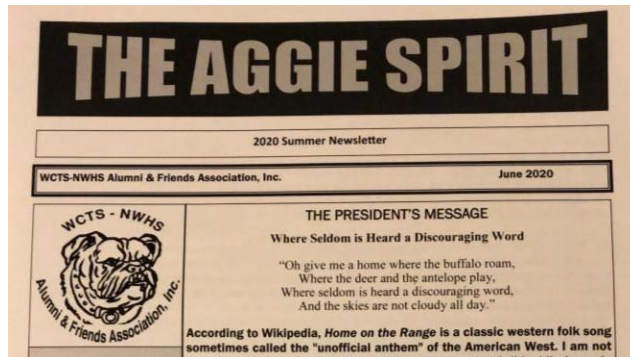 THE AGGIE SPIRIT
2020 Summer Newsletter
WCTS-NWHS Alumni & Friends Association, Inc.
June 2020
WCTS - NWHS
Alumni & Friends Association, Inc.
THE PRESIDENT'S MESSAGE
Where Seldom is Heard a Discouraging Word
“Oh give me a home where the buffalo roam,
Where the deer and the antelope play,
Where seldom is heard a discouraging word,
And the skies are not cloudy all day.”
According to Wikipedia, Home on the Range is a classic western folk song
sometimes called the "unofficial anthem" of the American West. I am not